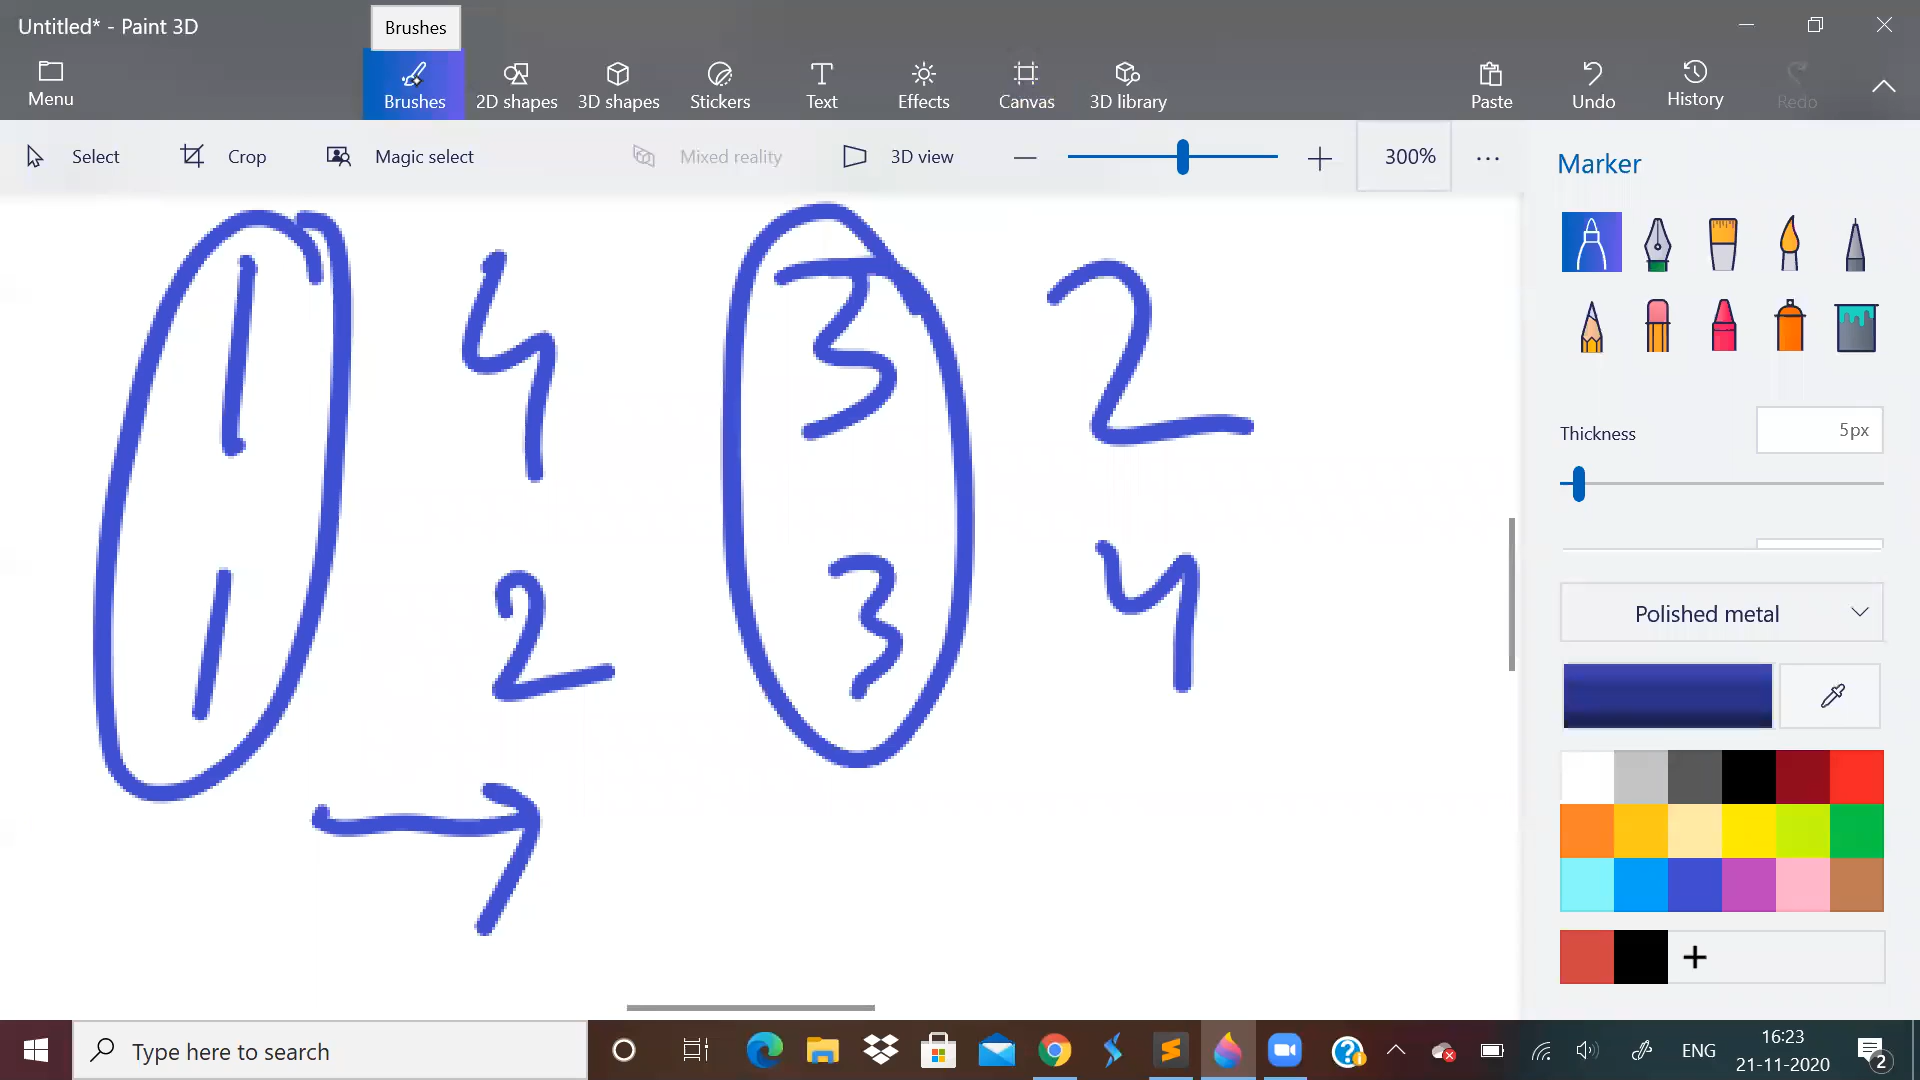 Untitled* - Paint 3D
Brushes
Menu
Brushes
2D shapes
3D shapes
Stickers
Text
Effects
Canvas
3D library
Paste
Undo
History
Redo
Select
Crop
Magic select
Mixed reality
3D view
300%
Marker
Thickness
5px
Polished metal
1 4 3 2
1 2 3 4
Type here to search
ENG
16:23
21-11-2020
2